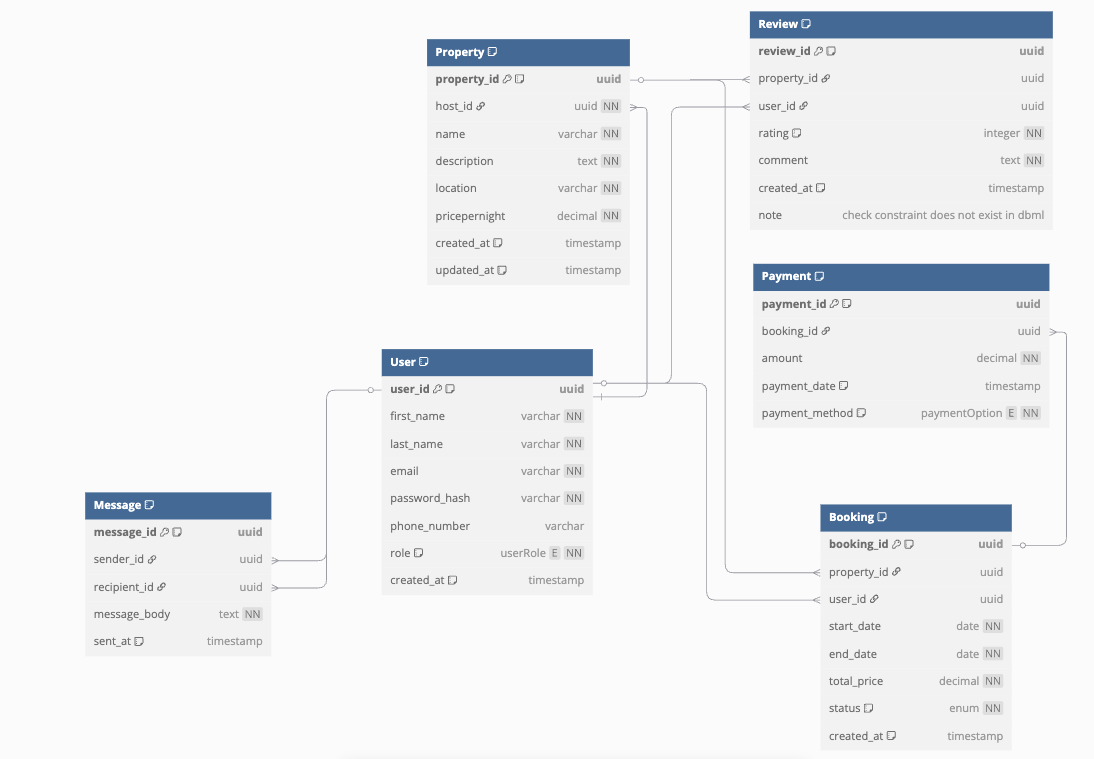 Property
property_id uuid
host_id uuid NN
name varchar NN
description text NN
location varchar NN
pricepernight decimal NN
created_at timestamp
updated_at timestamp
Review
review_id uuid
property_id uuid
user_id uuid
rating integer NN
comment text NN
created_at timestamp
note check constraint does not exist in dbml
Payment
payment_id uuid
booking_id uuid
amount decimal NN
payment_date timestamp
payment_method paymentOption E NN
User
user_id uuid
first_name varchar NN
last_name varchar NN
email varchar NN
password_hash varchar NN
phone_number varchar
role userRole E NN
created_at timestamp
Message
message_id uuid
sender_id uuid
recipient_id uuid
message_body text NN
sent_at timestamp
Booking
booking_id uuid
property_id uuid
user_id uuid
start_date date NN
end_date date NN
total_price decimal NN
status enum NN
created_at timestamp